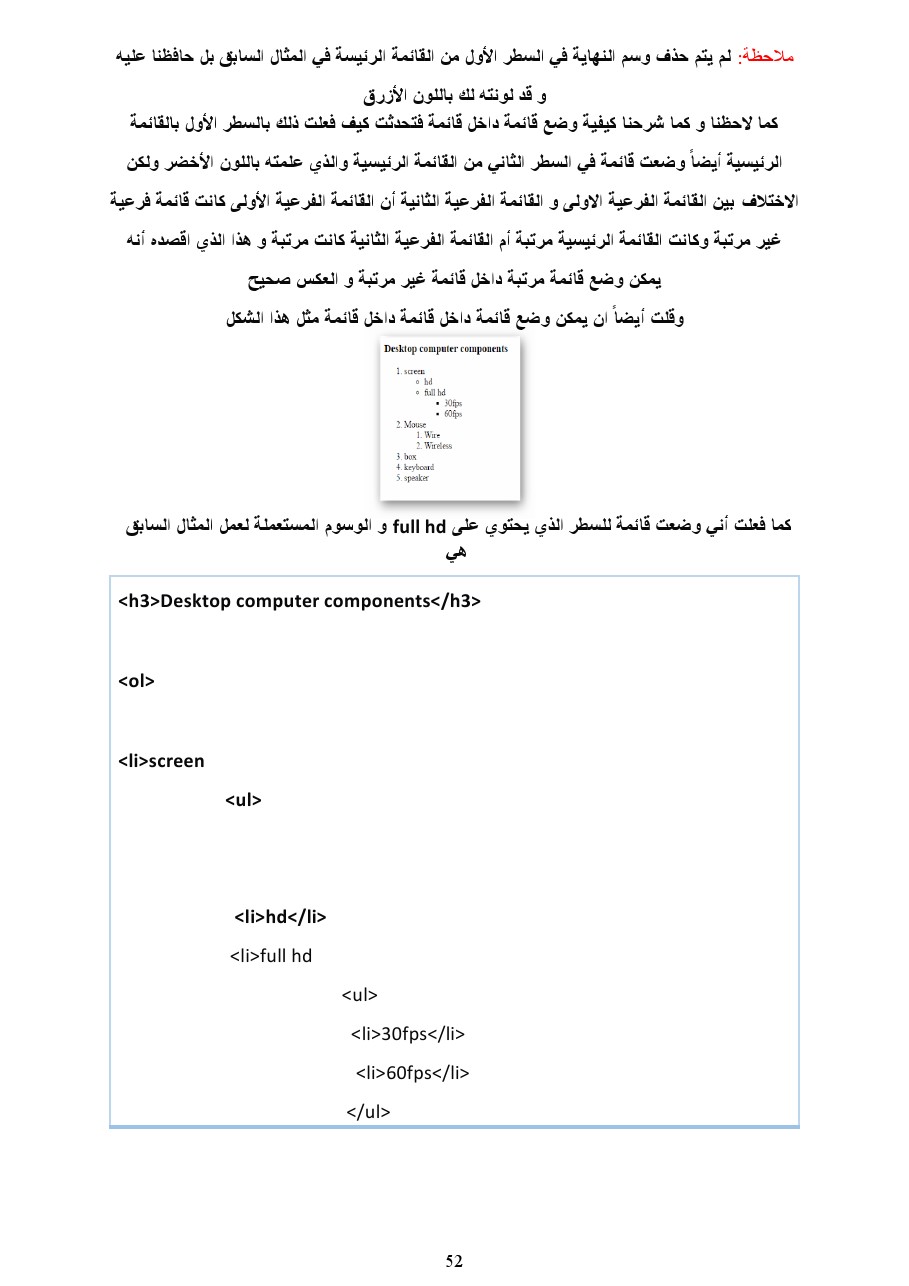 ملاحظة: لم يتم حذف وسم النهاية في السطر الأول من القائمة الرئيسة في المثال السابق بل حافظنا عليه
و قد لونته لك باللون الأزرق
كما لاحظنا و كما شرحنا كيفية وضع قائمة داخل قائمة فتحدثت كيف فعلت ذلك بالسطر الأول بالقائمة
الرئيسية أيضاً وضعت قائمة في السطر الثاني من القائمة الرئيسية والذي علمته باللون الأخضر ولكن
الاختلاف بين القائمة الفرعية الاولى و القائمة الفرعية الثانية أن القائمة الفرعية الأولى كانت قائمة فرعية
غير مرتبة وكانت القائمة الرئيسية مرتبة أم القائمة الفرعية الثانية كانت مرتبة و هذا الذي اقصده أنه
يمكن وضع قائمة مرتبة داخل قائمة غير مرتبة و العكس صحيح
وقلت أيضاً ان يمكن وضع قائمة داخل قائمة داخل قائمة مثل هذا الشكل
Desktop computer components
1. screen
○ hd
○ full hd
▪ 30fps
▪ 60fps
2. Mouse
1. Wire
2. Wireless
3. box
4. keyboard
5. speaker
كما فعلت أني وضعت قائمة للسطر الذي يحتوي على full hd و الوسوم المستعملة لعمل المثال السابق
هي
<h3>Desktop computer components</h3>
<ol>
<li>screen
<ul>
<li>hd</li>
<li>full hd
<ul>
<li>30fps</li>
<li>60fps</li>
</ul>
52